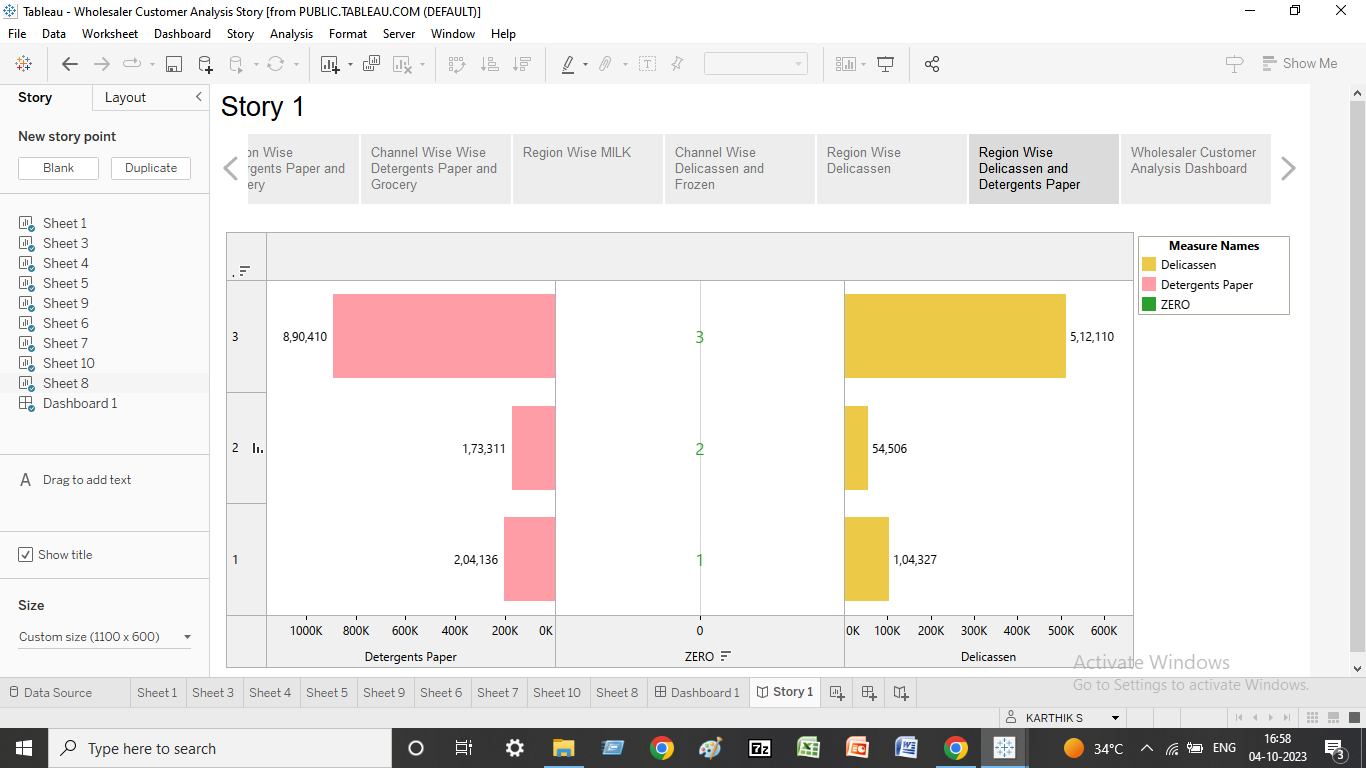 Tableau - Wholesaler Customer Analysis Story [from PUBLIC.TABLEAU.COM (DEFAULT)]
File Data Worksheet Dashboard Story Analysis Format Server Window Help
Show Me
Story Layout
New story point
Blank Duplicate
Sheet 1
Sheet 3
Sheet 4
Sheet 5
Sheet 9
Sheet 6
Sheet 7
Sheet 10
Sheet 8
Dashboard 1
A Drag to add text
Show title
Size
Custom size (1100 x 600)
Story 1
on Wise
rgents Paper and
ery
Channel Wise Wise
Detergents Paper and
Grocery
Region Wise MILK
Channel Wise
Delicassen and
Frozen
Region Wise
Delicassen
Region Wise
Delicassen and
Detergents Paper
Wholesaler Customer
Analysis Dashboard
.
3 8,90,410 3 5,12,110
2 1,73,311 2 54,506
1 2,04,136 1 1,04,327
1000K 800K 600K 400K 200K 0K 0 0K 100K 200K 300K 400K 500K 600K
Detergents Paper ZERO Delicassen
Measure Names
Delicassen
Detergents Paper
ZERO
Activate Windows
Go to Settings to activate Windows.
Data Source Sheet 1 Sheet 3 Sheet 4 Sheet 5 Sheet 9 Sheet 6 Sheet 7 Sheet 10 Sheet 8 Dashboard 1 Story 1
KARTHIK S
Type here to search
7z
34°C ENG
16:58
04-10-2023
3